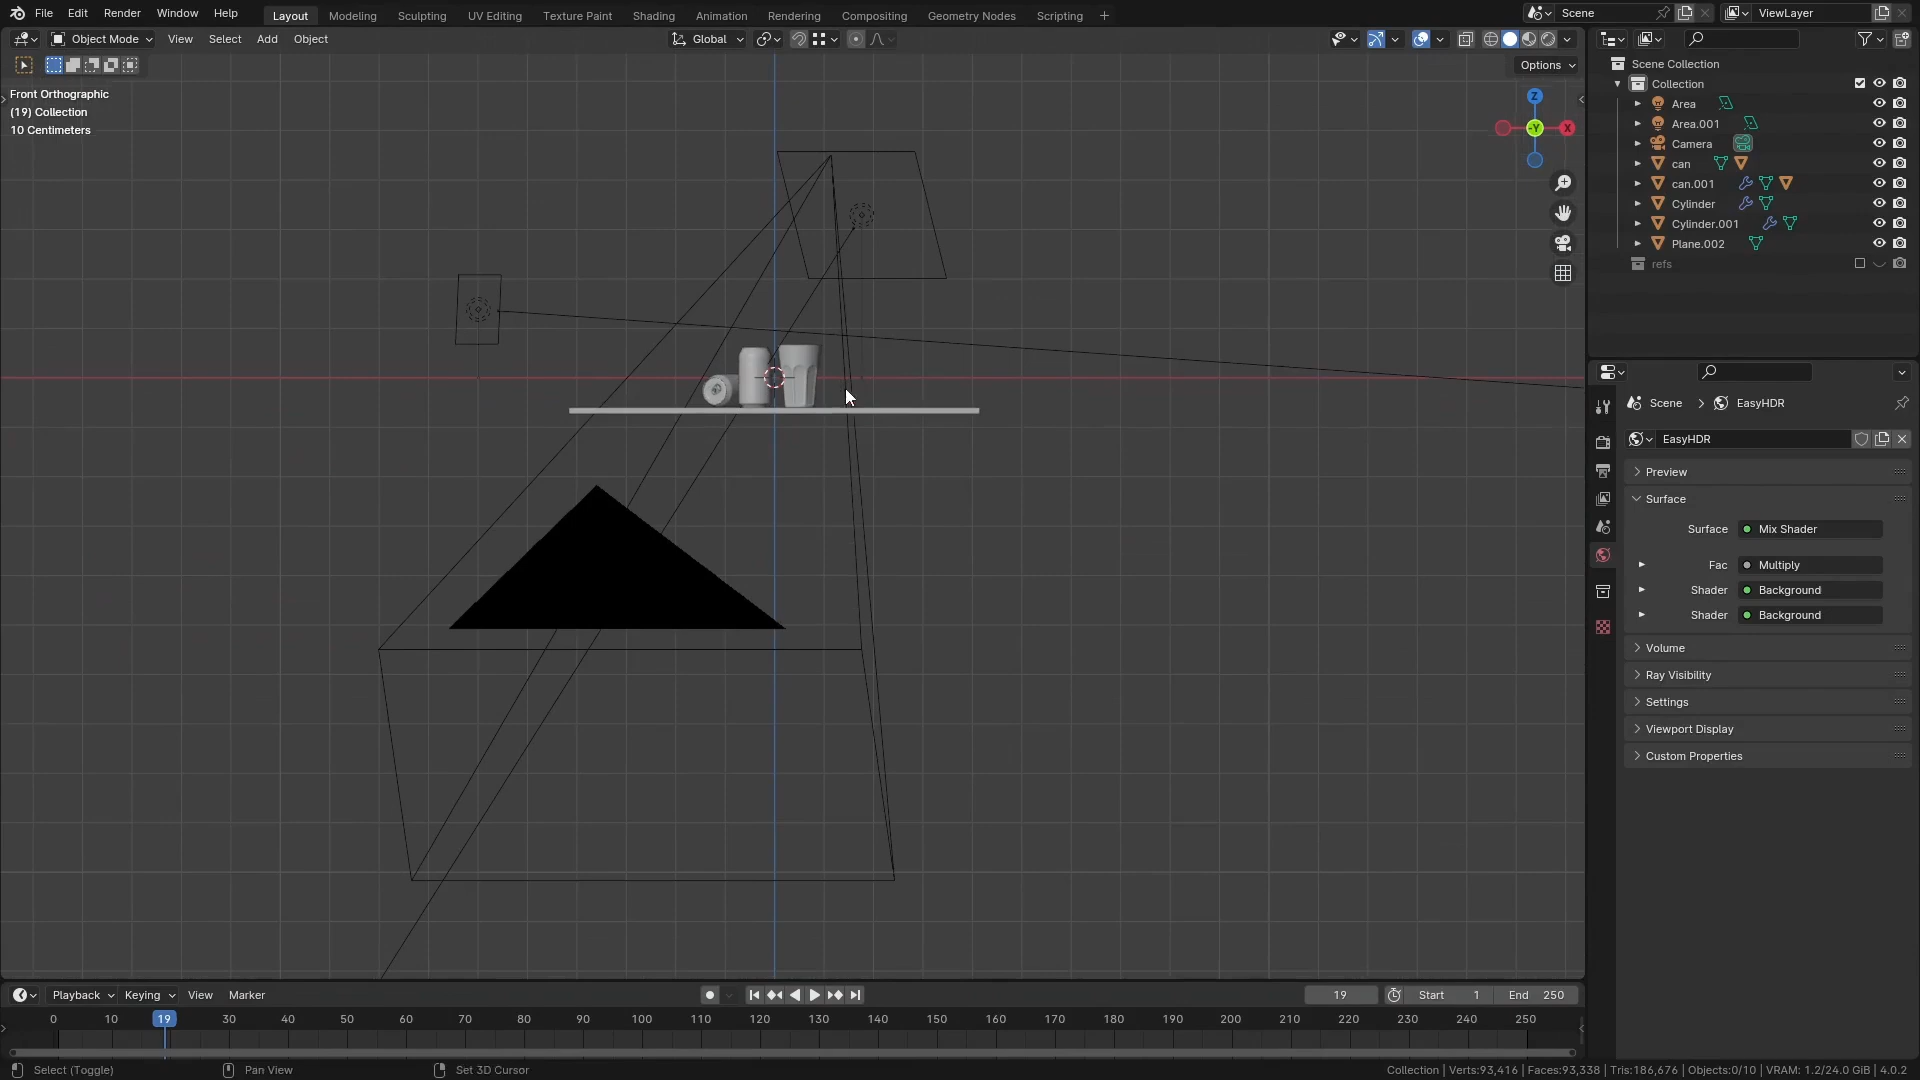 File Edit Render Window Help Layout Modeling Sculpting UV Editing Texture Paint Shading Animation Rendering Compositing Geometry Nodes Scripting + Scene ViewLayer
Object Mode View Select Add Object Global
Options
Front Orthographic
(19) Collection
10 Centimeters
Z
-Y
X
Scene Collection
Collection
Area
Area.001
Camera
can
can.001
Cylinder
Cylinder.001
Plane.002
refs
Scene > EasyHDR
EasyHDR
Preview
Surface
Surface Mix Shader
Fac Multiply
Shader Background
Shader Background
Volume
Ray Visibility
Settings
Viewport Display
Custom Properties
Playback Keying View Marker 19 Start 1 End 250
0 10 19 30 40 50 60 70 80 90 100 110 120 130 140 150 160 170 180 190 200 210 220 230 240 250
Select (Toggle) Pan View Set 3D Cursor Collection | Verts:93,416 | Faces:93,338 | Tris:186,676 | Objects:0/10 | VRAM: 1.2/24.0 GiB | 4.0.2